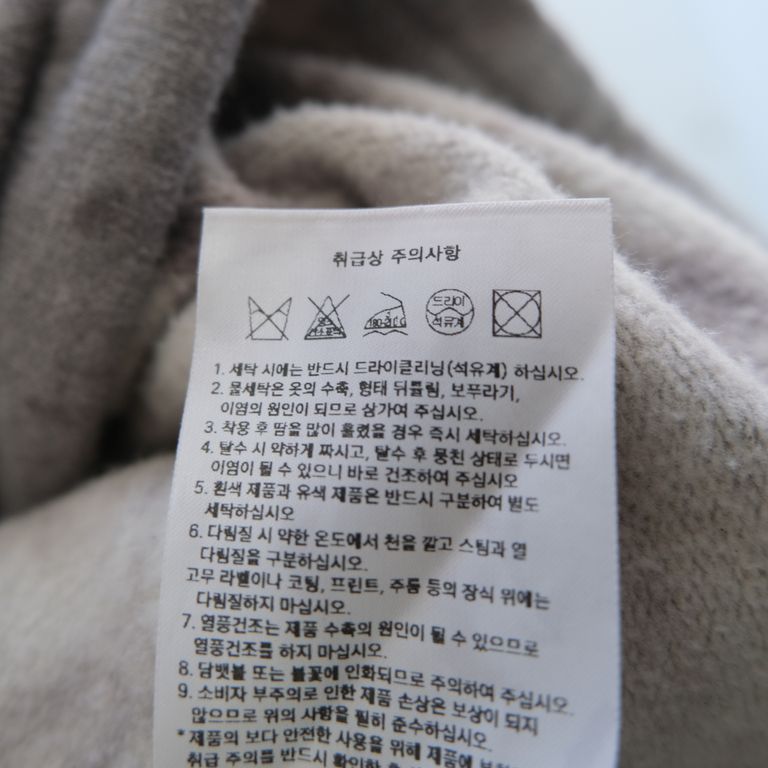 취급상 주의사항
드라이
석유계
1. 세탁 시에는 반드시 드라이클리닝(석유계) 하십시오.
2. 물세탁은 옷의 수축, 형태 뒤틀림, 보푸라기,
이염의 원인이 되므로 삼가여 주십시오.
3. 착용 후 땀을 많이 흘렸을 경우 즉시 세탁하십시오.
4. 탈수 시 약하게 짜시고, 탈수 후 뭉친 상태로 두시면
이염이 될 수 있으니 바로 건조하여 주십시오
5. 흰색 제품과 유색 제품은 반드시 구분하여 별도
세탁하십시오
6. 다림질 시 약한 온도에서 천을 깔고 스팀과 열
다림질을 구분하십시오.
고무 라벨이나 코팅, 프린트, 주름 등의 장식 위에는
다림질하지 마십시오.
7. 열풍건조는 제품 수축의 원인이 될 수 있으므로
열풍건조를 하지 마십시오.
8. 담뱃불 또는 불꽃에 인화되므로 주의하여 주십시오.
9. 소비자 부주의로 인한 제품 손상은 보상이 되지
않으므로 위의 사항을 필히 준수하십시오.
* 제품의 보다 안전한 사용을 위해 제품에
취급 주의를 반드시 확인한 후